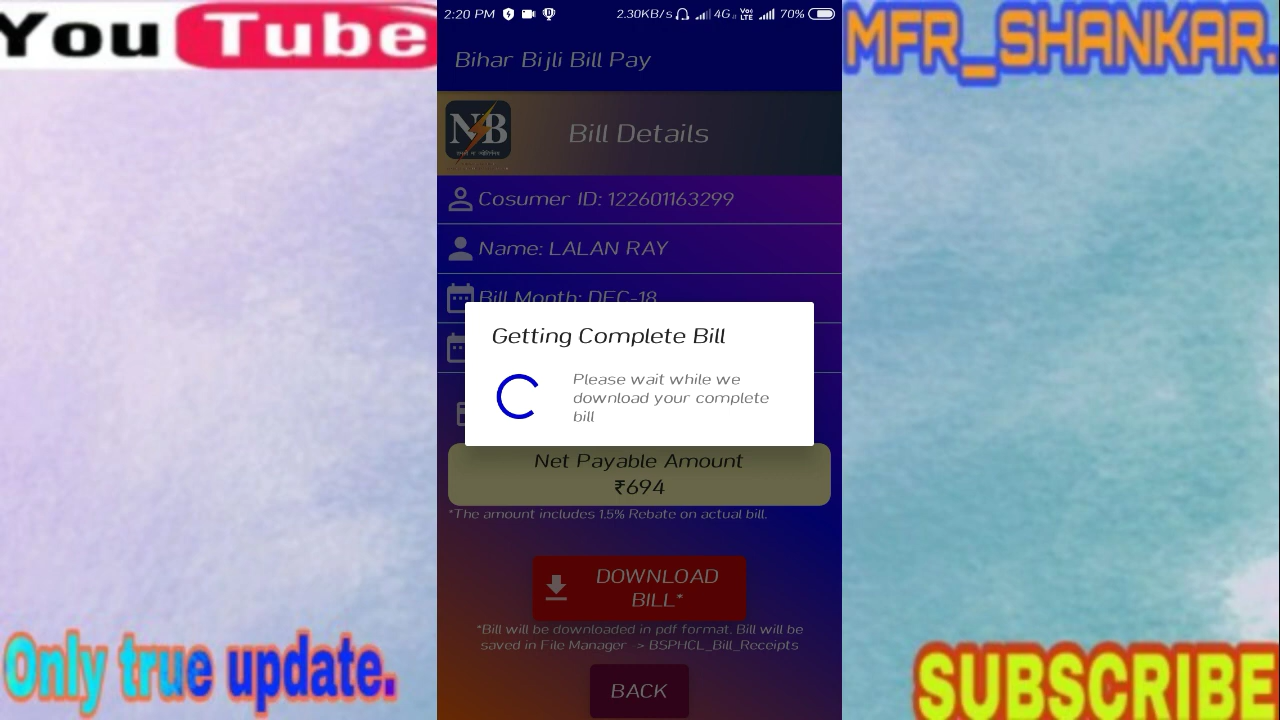 You Tube
MFR_SHANKAR.
2:20 PM 2.30KB/s 4G Vo) LTE 70%
Bihar Bijli Bill Pay
NB
Bill Details
Cosumer ID: 122601163299
Name: LALAN RAY
Bill Month: DEC-18
Getting Complete Bill
Please wait while we
download your complete
bill
Net Payable Amount
₹694
*The amount includes 1.5% Rebate on actual bill.
DOWNLOAD
BILL*
*Bill will be downloaded in pdf format. Bill will be
saved in File Manager -> BSPHCL_Bill_Receipts
BACK
Only true update.
SUBSCRIBE